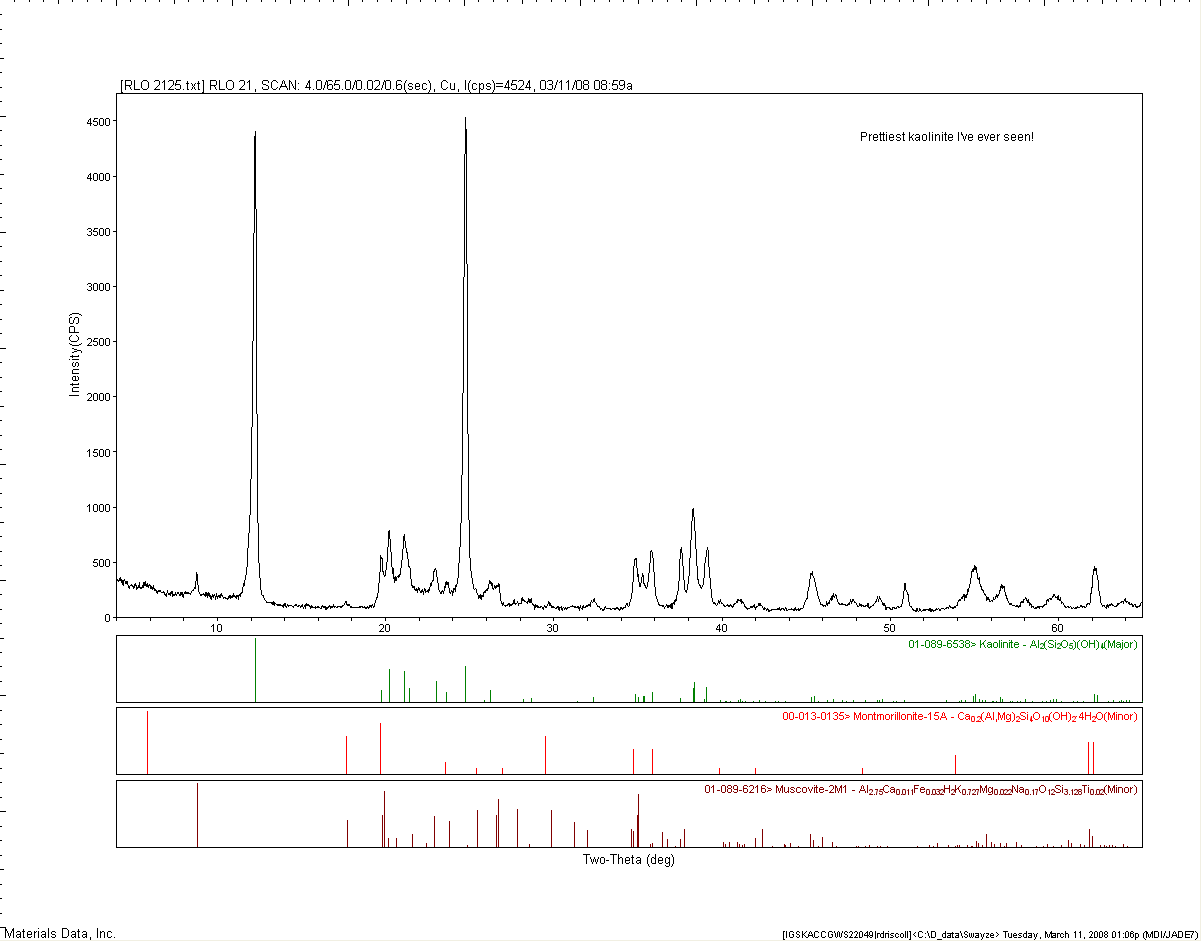 [RLO 2125.txt] RLO 21, SCAN: 4.0/65.0/0.02/0.6(sec), Cu, I(cps)=4524, 03/11/08 08:59a
Prettiest kaolinite I've ever seen!
4500
4000
3500
3000
2500
2000
1500
1000
500
0
Intensity(CPS)
10 20 30 40 50 60
01-089-6538> Kaolinite - Al2(Si2O5)(OH)4(Major)
00-013-0135> Montmorillonite-15A - Ca0.2(Al,Mg)2Si4O10(OH)2·4H2O(Minor)
01-089-6216> Muscovite-2M1 - Al2.75Ca0.011Fe0.032H2K0.727Mg0.022Na0.17O12Si3.128Ti0.02(Minor)
Two-Theta (deg)
Materials Data, Inc.
[IGSKACCGWS22049|rdriscoll]<C:\D_data\Swayze> Tuesday, March 11, 2008 01:06p (MDI/JADE7)